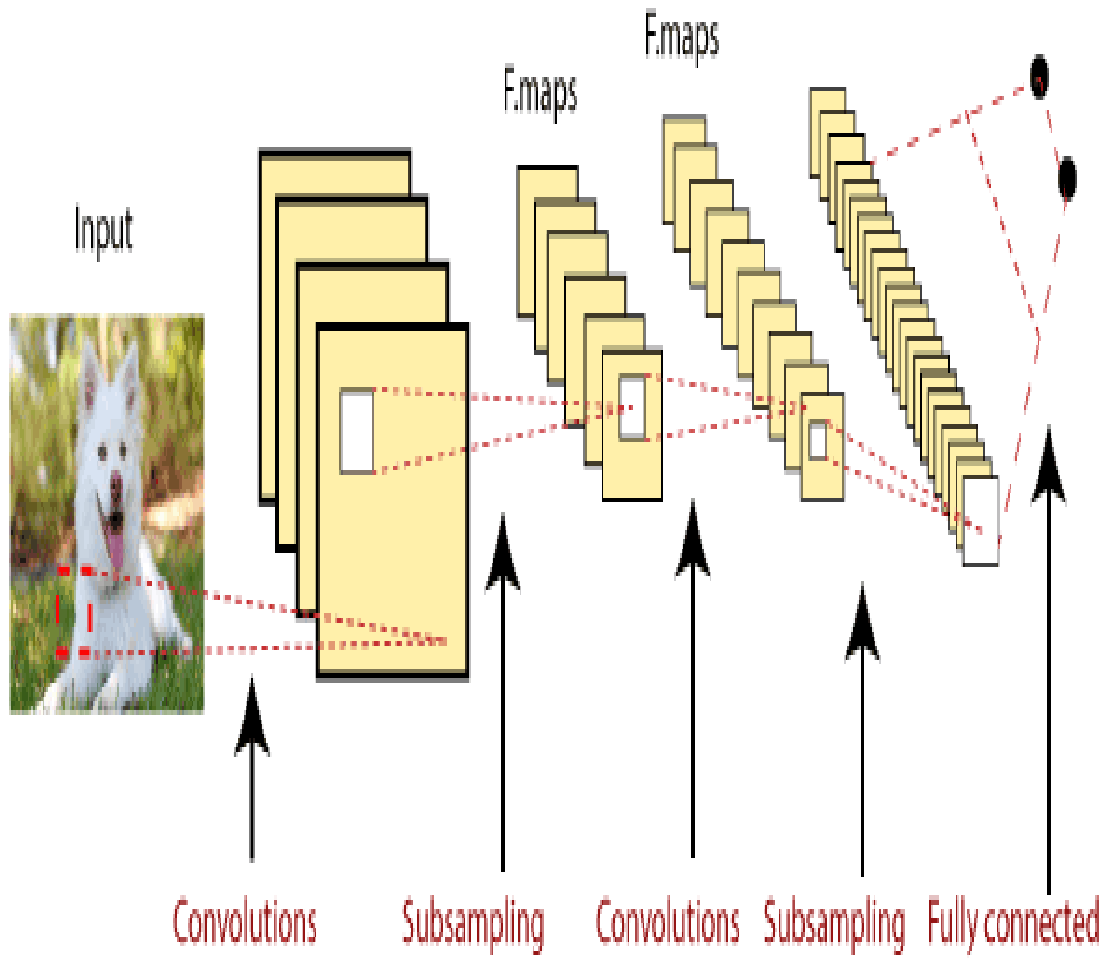 F.maps
F.maps
Input
Convolutions
Subsampling
Convolutions
Subsampling
Fully connected